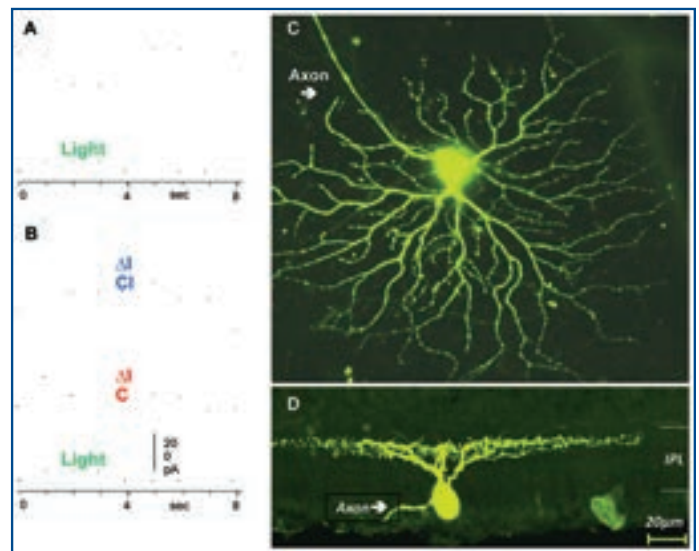 A
Light
0 4 sec 8
B
ΔI
Cl
ΔI
C
Light
20
0
pA
0 4 sec 8
C
Axon
D
IPL
Axon
20µm